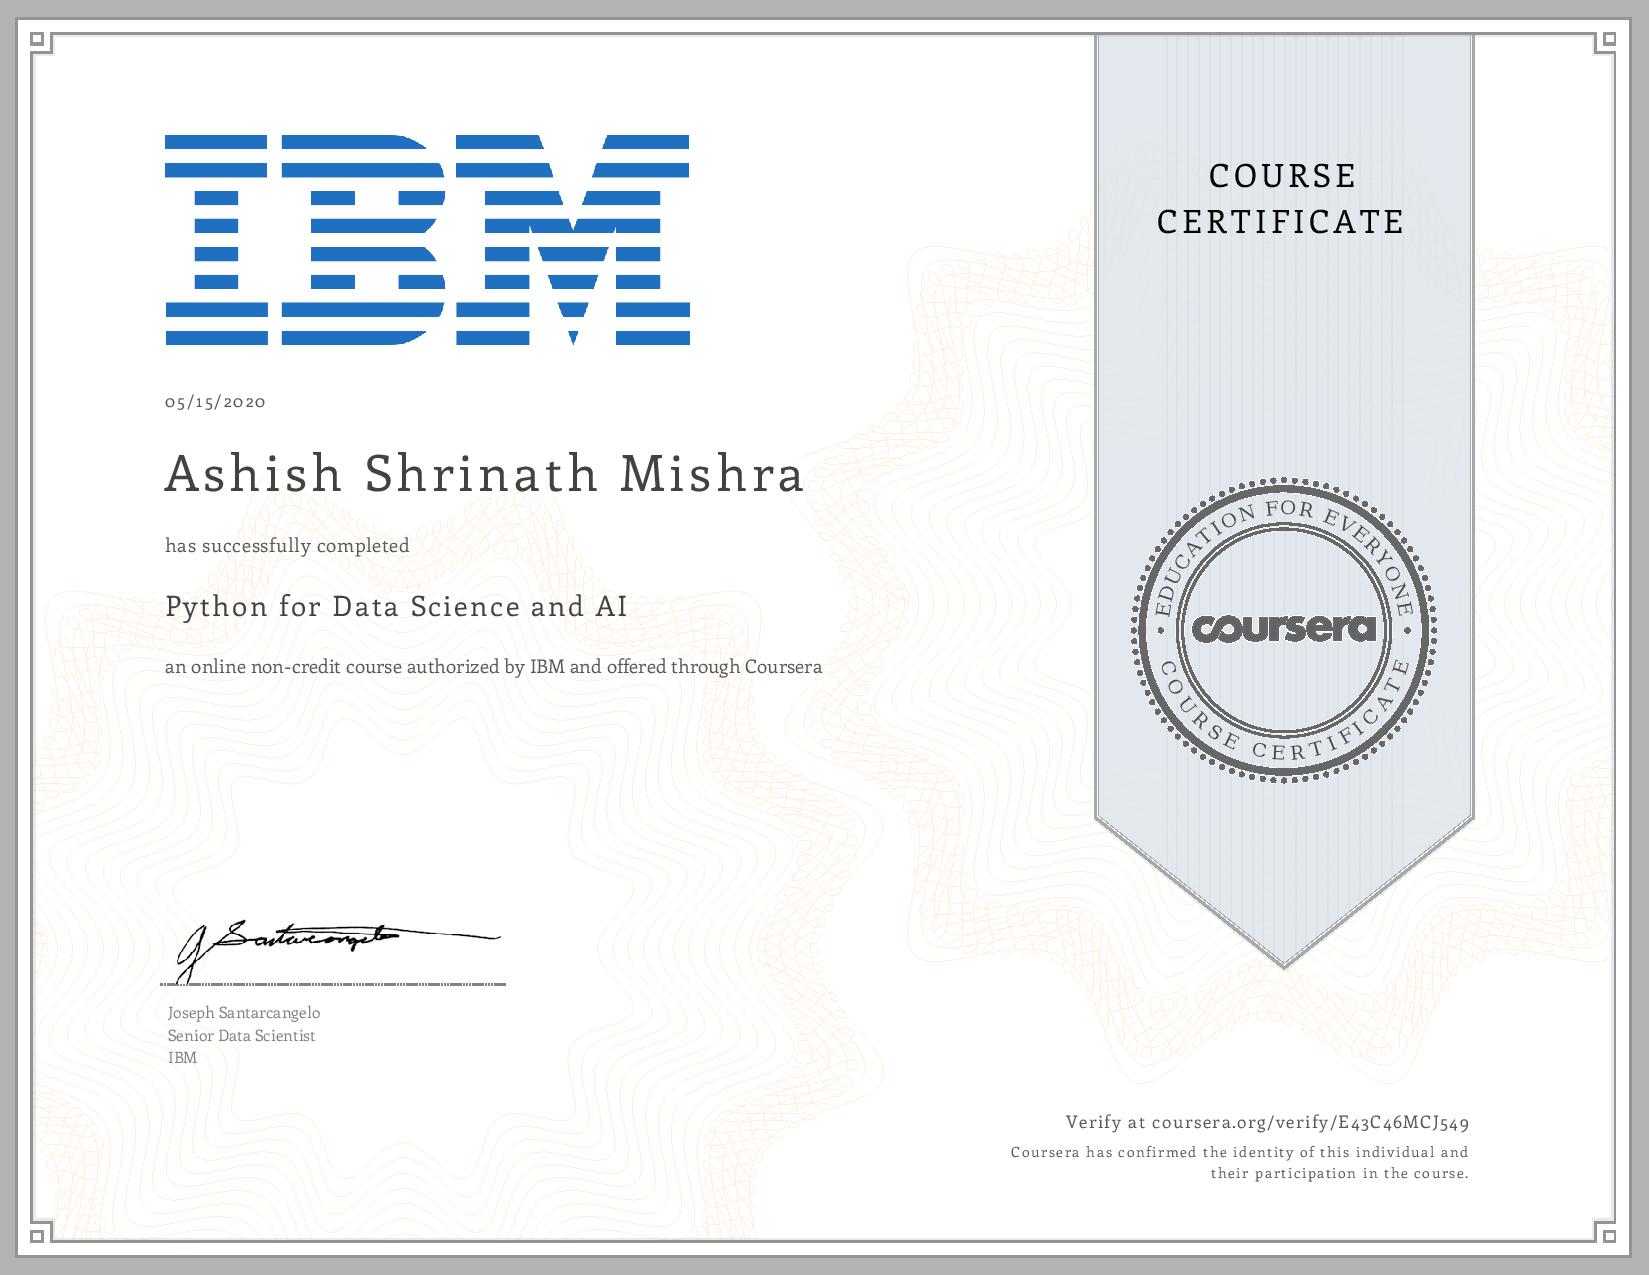 IBM
05/15/2020
Ashish Shrinath Mishra
has successfully completed
Python for Data Science and AI
an online non-credit course authorized by IBM and offered through Coursera
J Santarcangelo
Joseph Santarcangelo
Senior Data Scientist
IBM
COURSE
CERTIFICATE
EDUCATION FOR EVERYONE
coursera
COURSE CERTIFICATE
Verify at coursera.org/verify/E43C46MCJ549
Coursera has confirmed the identity of this individual and
their participation in the course.